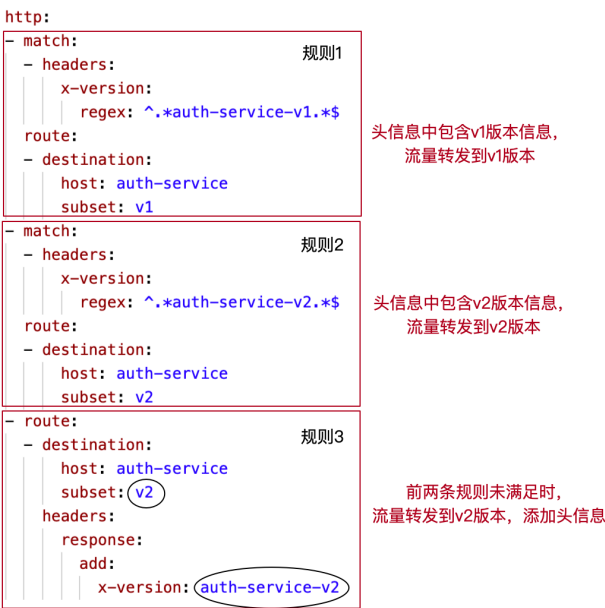 http:
- match:
规则1
  - headers:
      x-version:
        regex: ^.*auth-service-v1.*$
头信息中包含v1版本信息，
流量转发到v1版本
  route:
  - destination:
      host: auth-service
      subset: v1
- match:
规则2
  - headers:
      x-version:
        regex: ^.*auth-service-v2.*$
头信息中包含v2版本信息，
流量转发到v2版本
  route:
  - destination:
      host: auth-service
      subset: v2
- route:
规则3
  - destination:
      host: auth-service
      subset: v2
前两条规则未满足时，
流量转发到v2版本，添加头信息
    headers:
      response:
        add:
          x-version: auth-service-v2